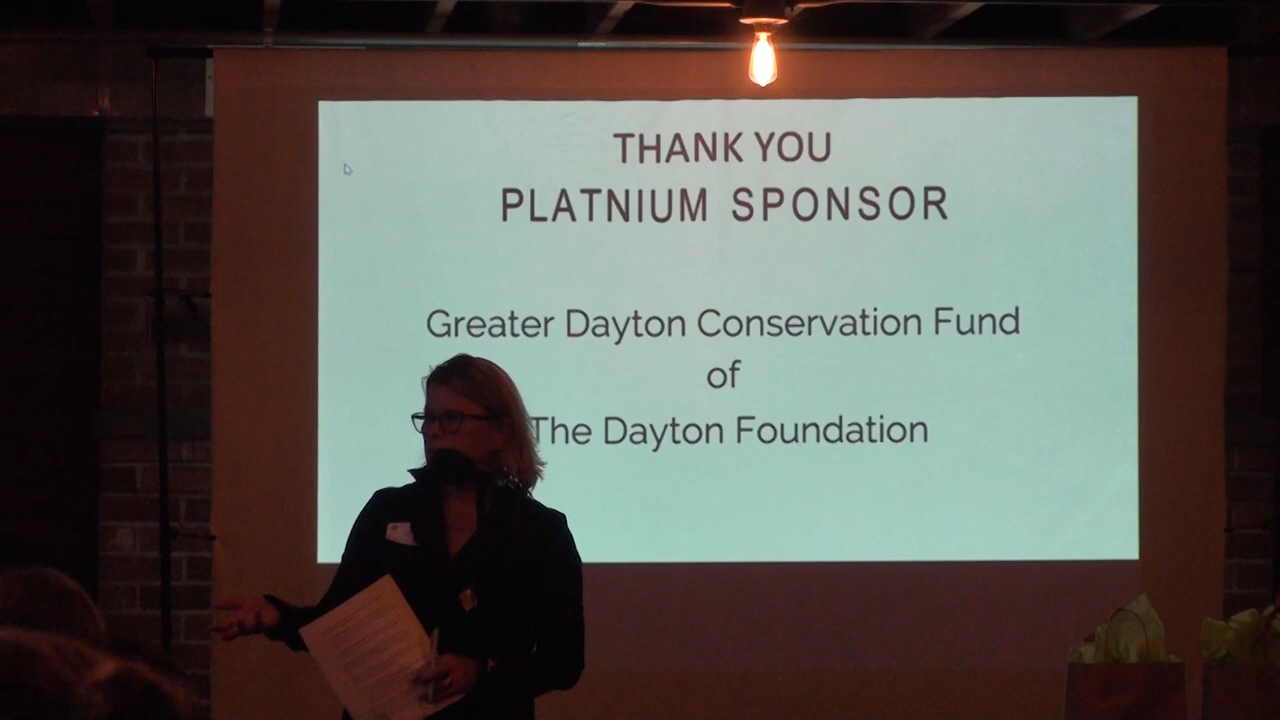 THANK YOU
PLATNIUM SPONSOR
Greater Dayton Conservation Fund
of
The Dayton Foundation